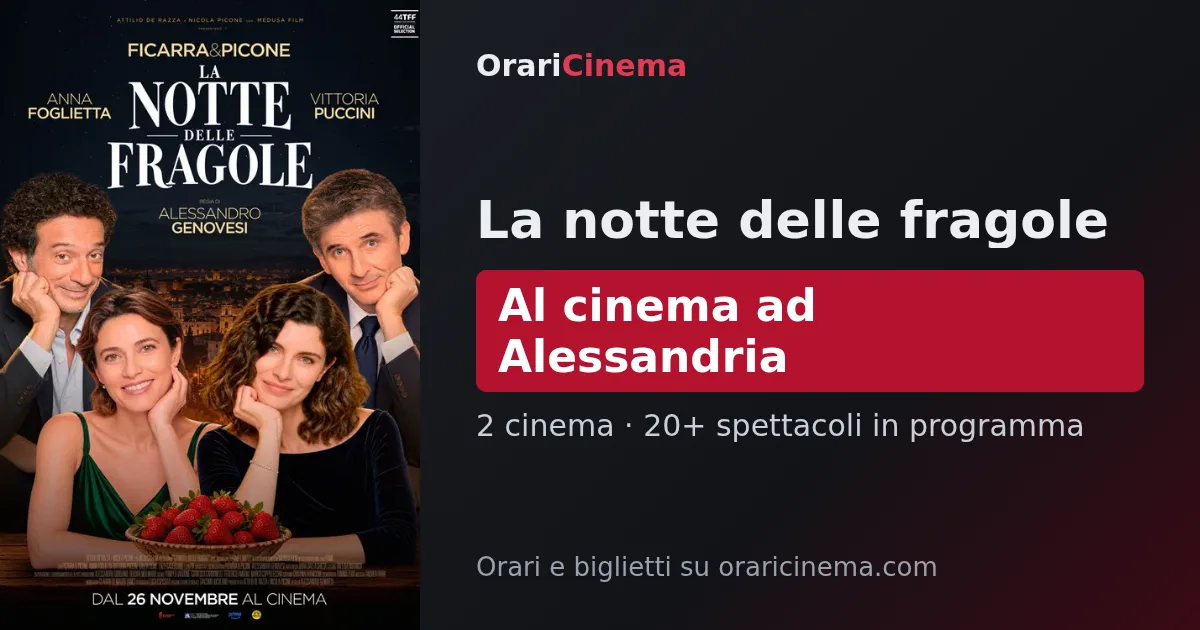 ATTILIO DE RAZZA E NICOLA PICONE CON MEDUSA FILM
44TFF
OFFICIAL
SELECTION
FICARRA&PICONE
LA
NOTTE
DELLE
FRAGOLE
ANNA
FOGLIETTA
VITTORIA
PUCCINI
REGIA DI
ALESSANDRO
GENOVESI
DAL 26 NOVEMBRE AL CINEMA
OrariCinema
La notte delle fragole
Al cinema ad
Alessandria
2 cinema · 20+ spettacoli in programma
Orari e biglietti su oraricinema.com